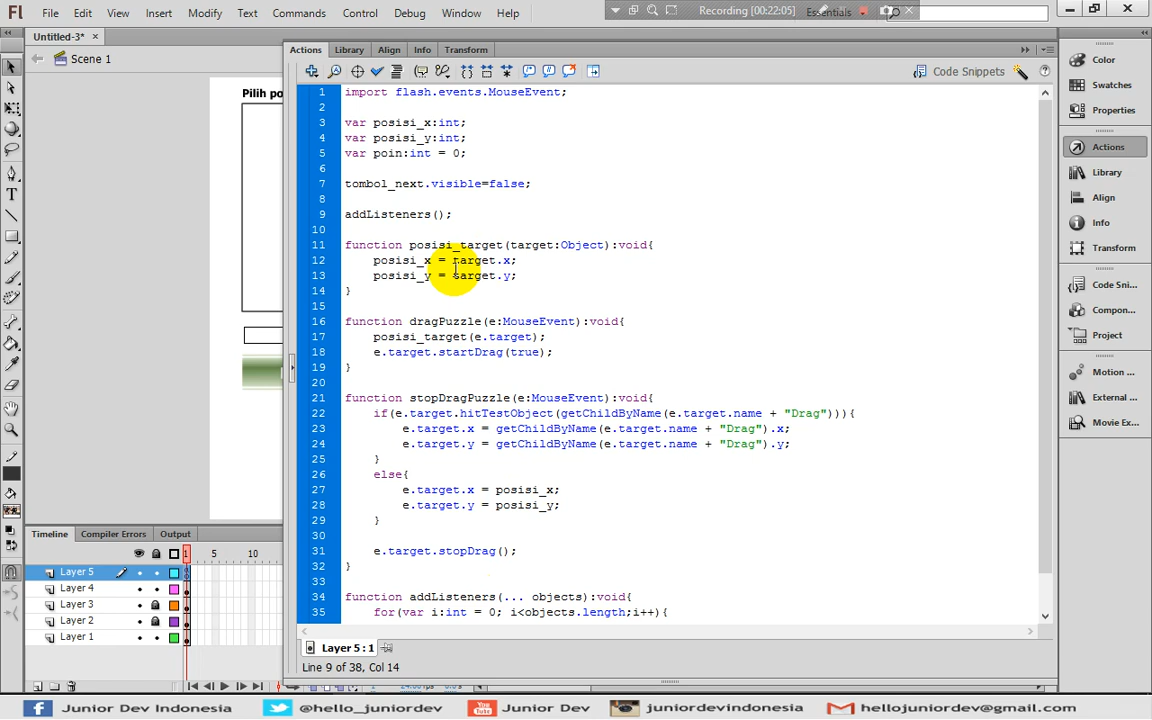 Fl File Edit View Insert Modify Text Commands Control Debug Window Help
Recording [00:22:05] Essentials
Untitled-3* ×
Scene 1
Actions Library Align Info Transform
Code Snippets
Pilih po
1 import flash.events.MouseEvent;
2
3 var posisi_x:int;
4 var posisi_y:int;
5 var poin:int = 0;
6
7 tombol_next.visible=false;
8
9 addListeners();
10
11 function posisi_target(target:Object):void{
12 posisi_x = target.x;
13 posisi_y = target.y;
14 }
15
16 function dragPuzzle(e:MouseEvent):void{
17 posisi_target(e.target);
18 e.target.startDrag(true);
19 }
20
21 function stopDragPuzzle(e:MouseEvent):void{
22 if(e.target.hitTestObject(getChildByName(e.target.name + "Drag"))){
23 e.target.x = getChildByName(e.target.name + "Drag").x;
24 e.target.y = getChildByName(e.target.name + "Drag").y;
25 }
26 else{
27 e.target.x = posisi_x;
28 e.target.y = posisi_y;
29 }
30
31 e.target.stopDrag();
32 }
33
34 function addListeners(... objects):void{
35 for(var i:int = 0; i<objects.length;i++){
Layer 5 : 1
Line 9 of 38, Col 14
Color
Swatches
Properties
Actions
Library
Align
Info
Transform
Code Sni...
Compon...
Project
Motion ...
External ...
Movie Ex...
Timeline Compiler Errors Output
1 5 10
Layer 5
Layer 4
Layer 3
Layer 2
Layer 1
Junior Dev Indonesia @hello_juniordev Junior Dev juniordevindonesia hellojuniordev@gmail.com